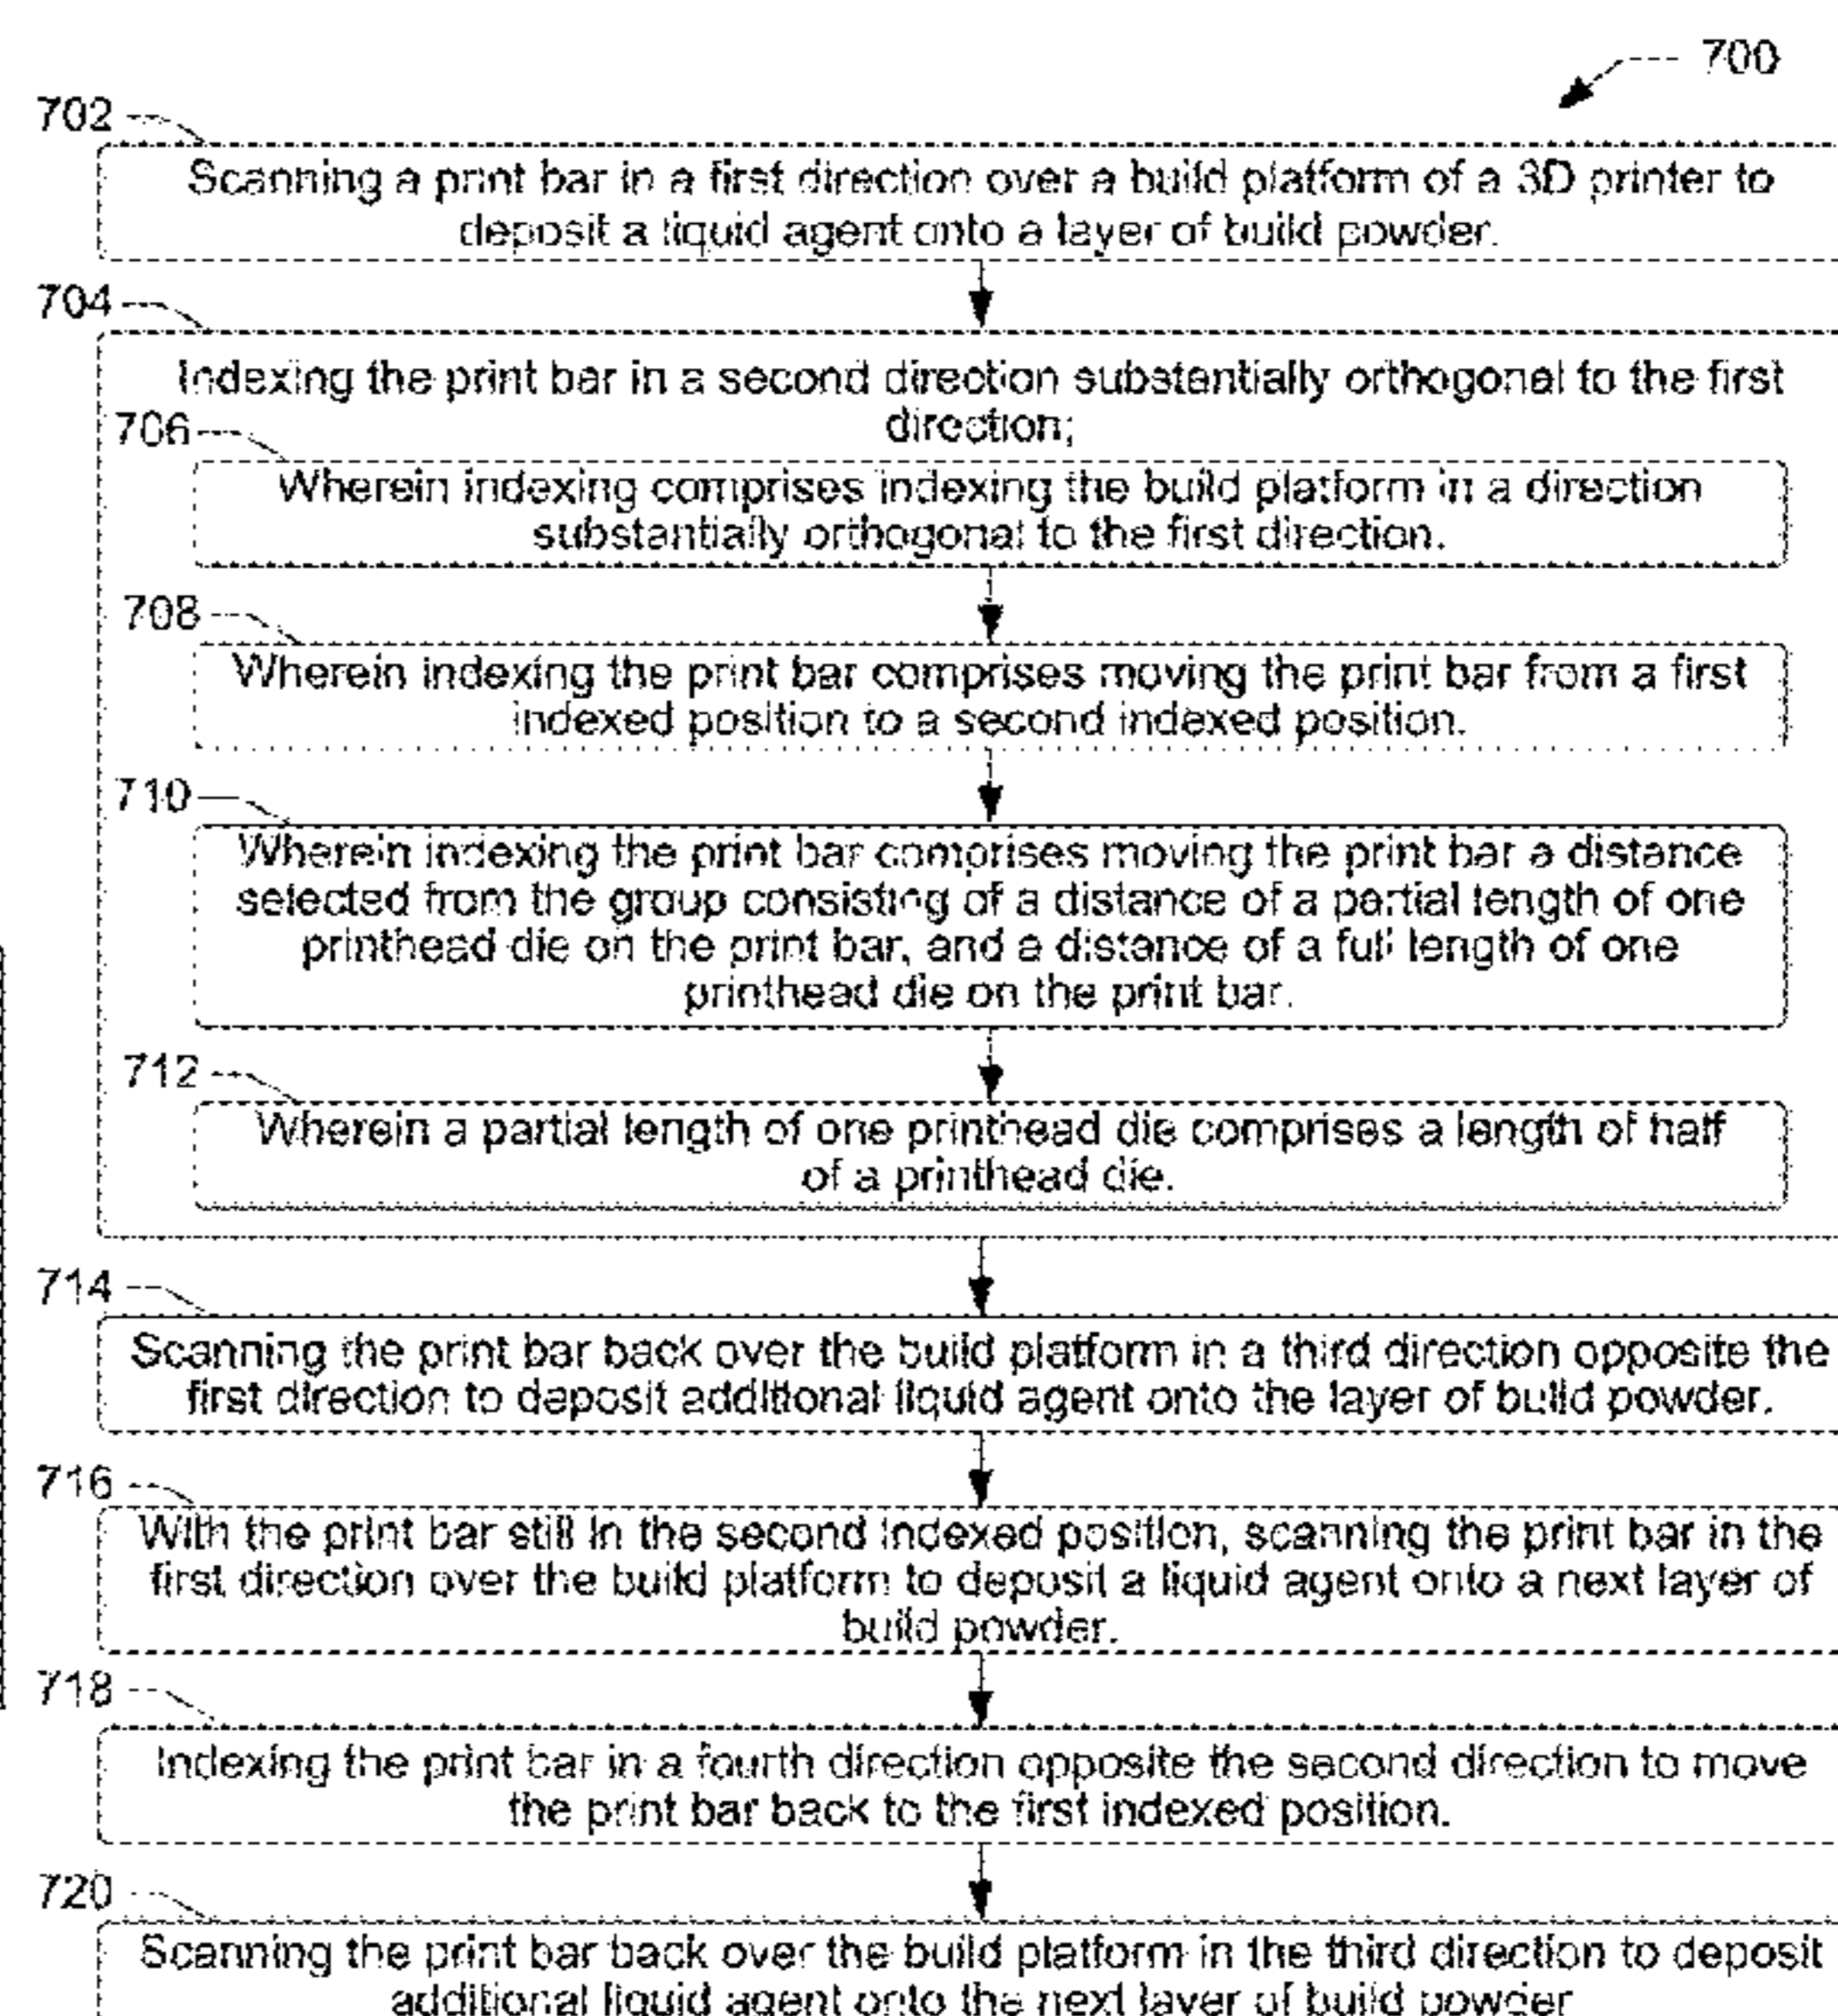 700
702
Scanning a print bar in a first direction over a build platform of a 3D printer to
deposit a liquid agent onto a layer of build powder.
704
Indexing the print bar in a second direction substantially orthogonal to the first
direction;
706
Wherein indexing comprises indexing the build platform in a direction
substantially orthogonal to the first direction.
708
Wherein indexing the print bar comprises moving the print bar from a first
indexed position to a second indexed position.
710
Wherein indexing the print bar comprises moving the print bar a distance
selected from the group consisting of a distance of a partial length of one
printhead die on the print bar, and a distance of a full length of one
printhead die on the print bar.
712
Wherein a partial length of one printhead die comprises a length of half
of a printhead die.
714
Scanning the print bar back over the build platform in a third direction opposite the
first direction to deposit additional liquid agent onto the layer of build powder.
716
With the print bar still in the second indexed position, scanning the print bar in the
first direction over the build platform to deposit a liquid agent onto a next layer of
build powder.
718
Indexing the print bar in a fourth direction opposite the second direction to move
the print bar back to the first indexed position.
720
Scanning the print bar back over the build platform in the third direction to deposit
additional liquid agent onto the next layer of build powder